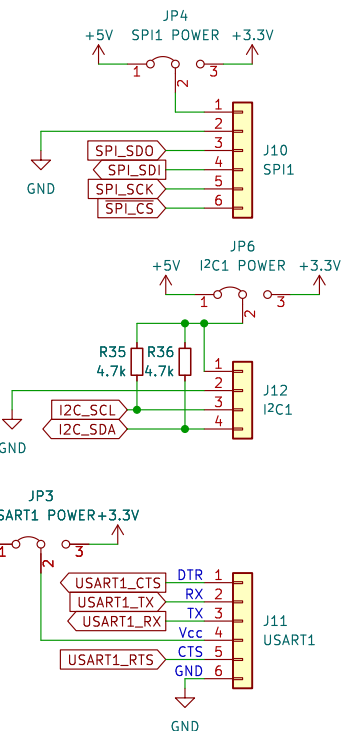 JP4
+5V SPI1 POWER +3.3V
1 2 3
1
2
SPI_SDO 3 J10
SPI_SDI 4 SPI1
SPI_SCK 5
SPI_CS 6
GND
JP6
+5V I²C1 POWER +3.3V
1 2 3
R35 R36
4.7k 4.7k
1
2 J12
I2C_SCL 3 I²C1
I2C_SDA 4
GND
JP3
SART1 POWER +3.3V
1 2 3
USART1_CTS DTR 1
USART1_TX RX 2
USART1_RX TX 3 J11
Vcc 4 USART1
USART1_RTS CTS 5
GND 6
GND